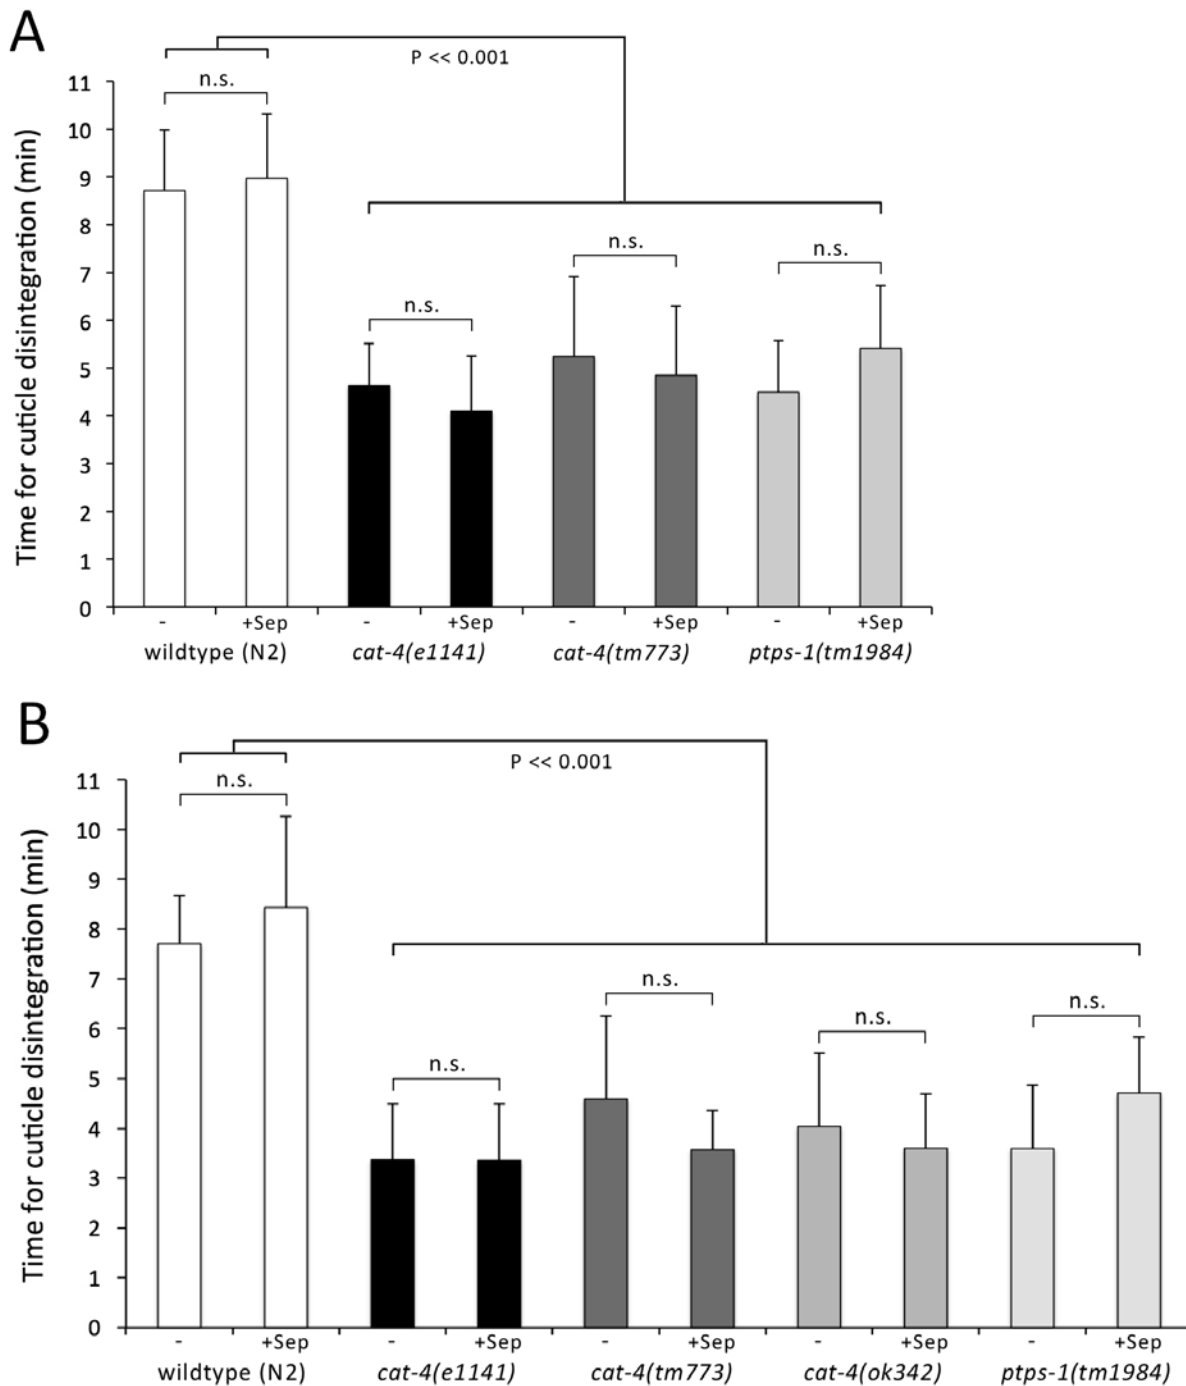 A
P << 0.001
n.s.
n.s.
n.s.
n.s.
Time for cuticle disintegration (min)
11
10
9
8
7
6
5
4
3
2
1
0
- +Sep - +Sep - +Sep - +Sep
wildtype (N2) cat-4(e1141) cat-4(tm773) ptps-1(tm1984)
B
P << 0.001
n.s.
n.s.
n.s.
n.s.
n.s.
Time for cuticle disintegration (min)
11
10
9
8
7
6
5
4
3
2
1
0
- +Sep - +Sep - +Sep - +Sep - +Sep
wildtype (N2) cat-4(e1141) cat-4(tm773) cat-4(ok342) ptps-1(tm1984)